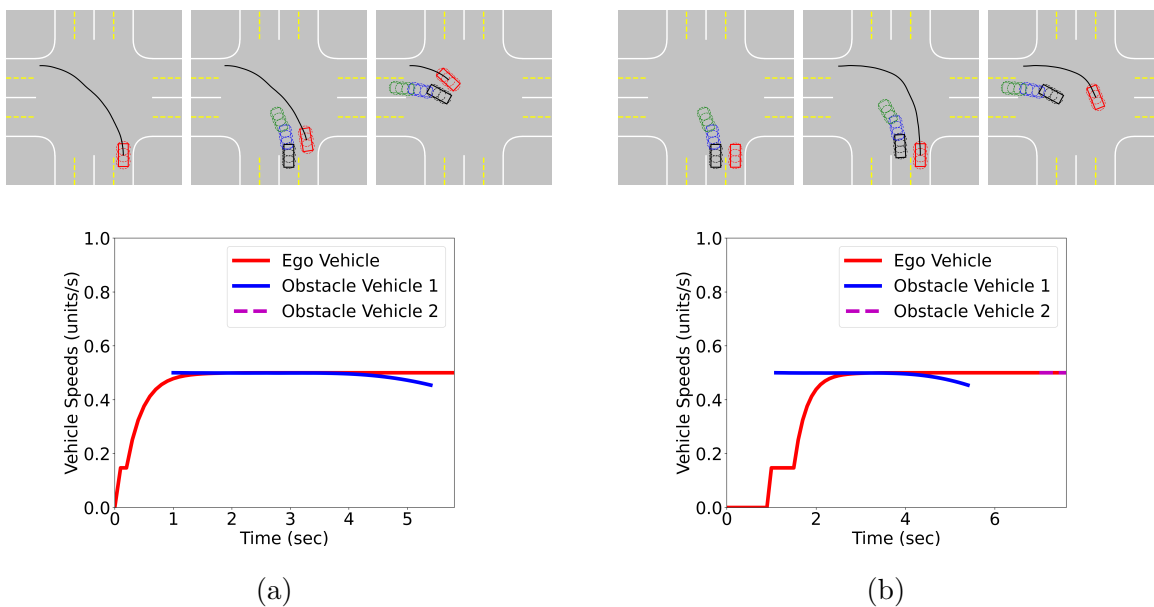 1.0
0.8
0.6
0.4
0.2
0.0
Vehicle Speeds (units/s)
Ego Vehicle
Obstacle Vehicle 1
Obstacle Vehicle 2
0 1 2 3 4 5
Time (sec)
(a)
1.0
0.8
0.6
0.4
0.2
0.0
Vehicle Speeds (units/s)
Ego Vehicle
Obstacle Vehicle 1
Obstacle Vehicle 2
0 2 4 6
Time (sec)
(b)